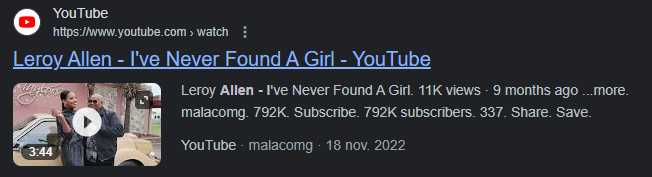 YouTube
https://www.youtube.com › watch
Leroy Allen - I've Never Found A Girl - YouTube
Leroy Allen - I've Never Found A Girl. 11K views · 9 months ago ...more.
malacomg. 792K. Subscribe. 792K subscribers. 337. Share. Save.
Taylors
3:44
YouTube · malacomg · 18 nov. 2022